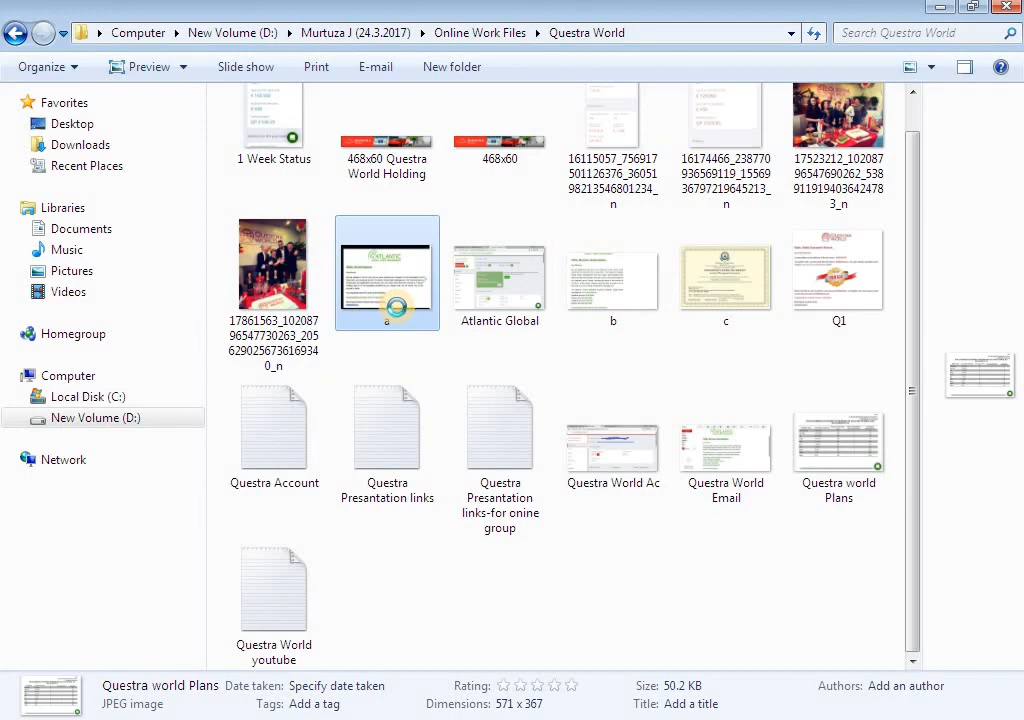 Computer New Volume (D:) Murtuza J (24.3.2017) Online Work Files Questra World
Search Questra World
Organize Preview Slide show Print E-mail New folder
Favorites
Desktop
Downloads
Recent Places
Libraries
Documents
Music
Pictures
Videos
Homegroup
Computer
Local Disk (C:)
New Volume (D:)
Network
1 Week Status
468x60 Questra
World Holding
468x60
16115057_756917
501126376_36051
98213546801234_
n
16174466_238770
936569119_15569
36797219645213_
n
17523212_102087
96547690262_538
911919403642478
3_n
17861563_102087
96547730263_205
629025673616934
0_n
ATLANTIC
a
Atlantic Global
b
c
Q1
Questra Account
Questra
Presantation links
Questra
Presantation
links-for onine
group
Questra World Ac
Questra World
Email
Questra world
Plans
Questra World
youtube
Questra world Plans
JPEG image
Date taken: Specify date taken
Tags: Add a tag
Rating:
Dimensions: 571 x 367
Size: 50.2 KB
Title: Add a title
Authors: Add an author